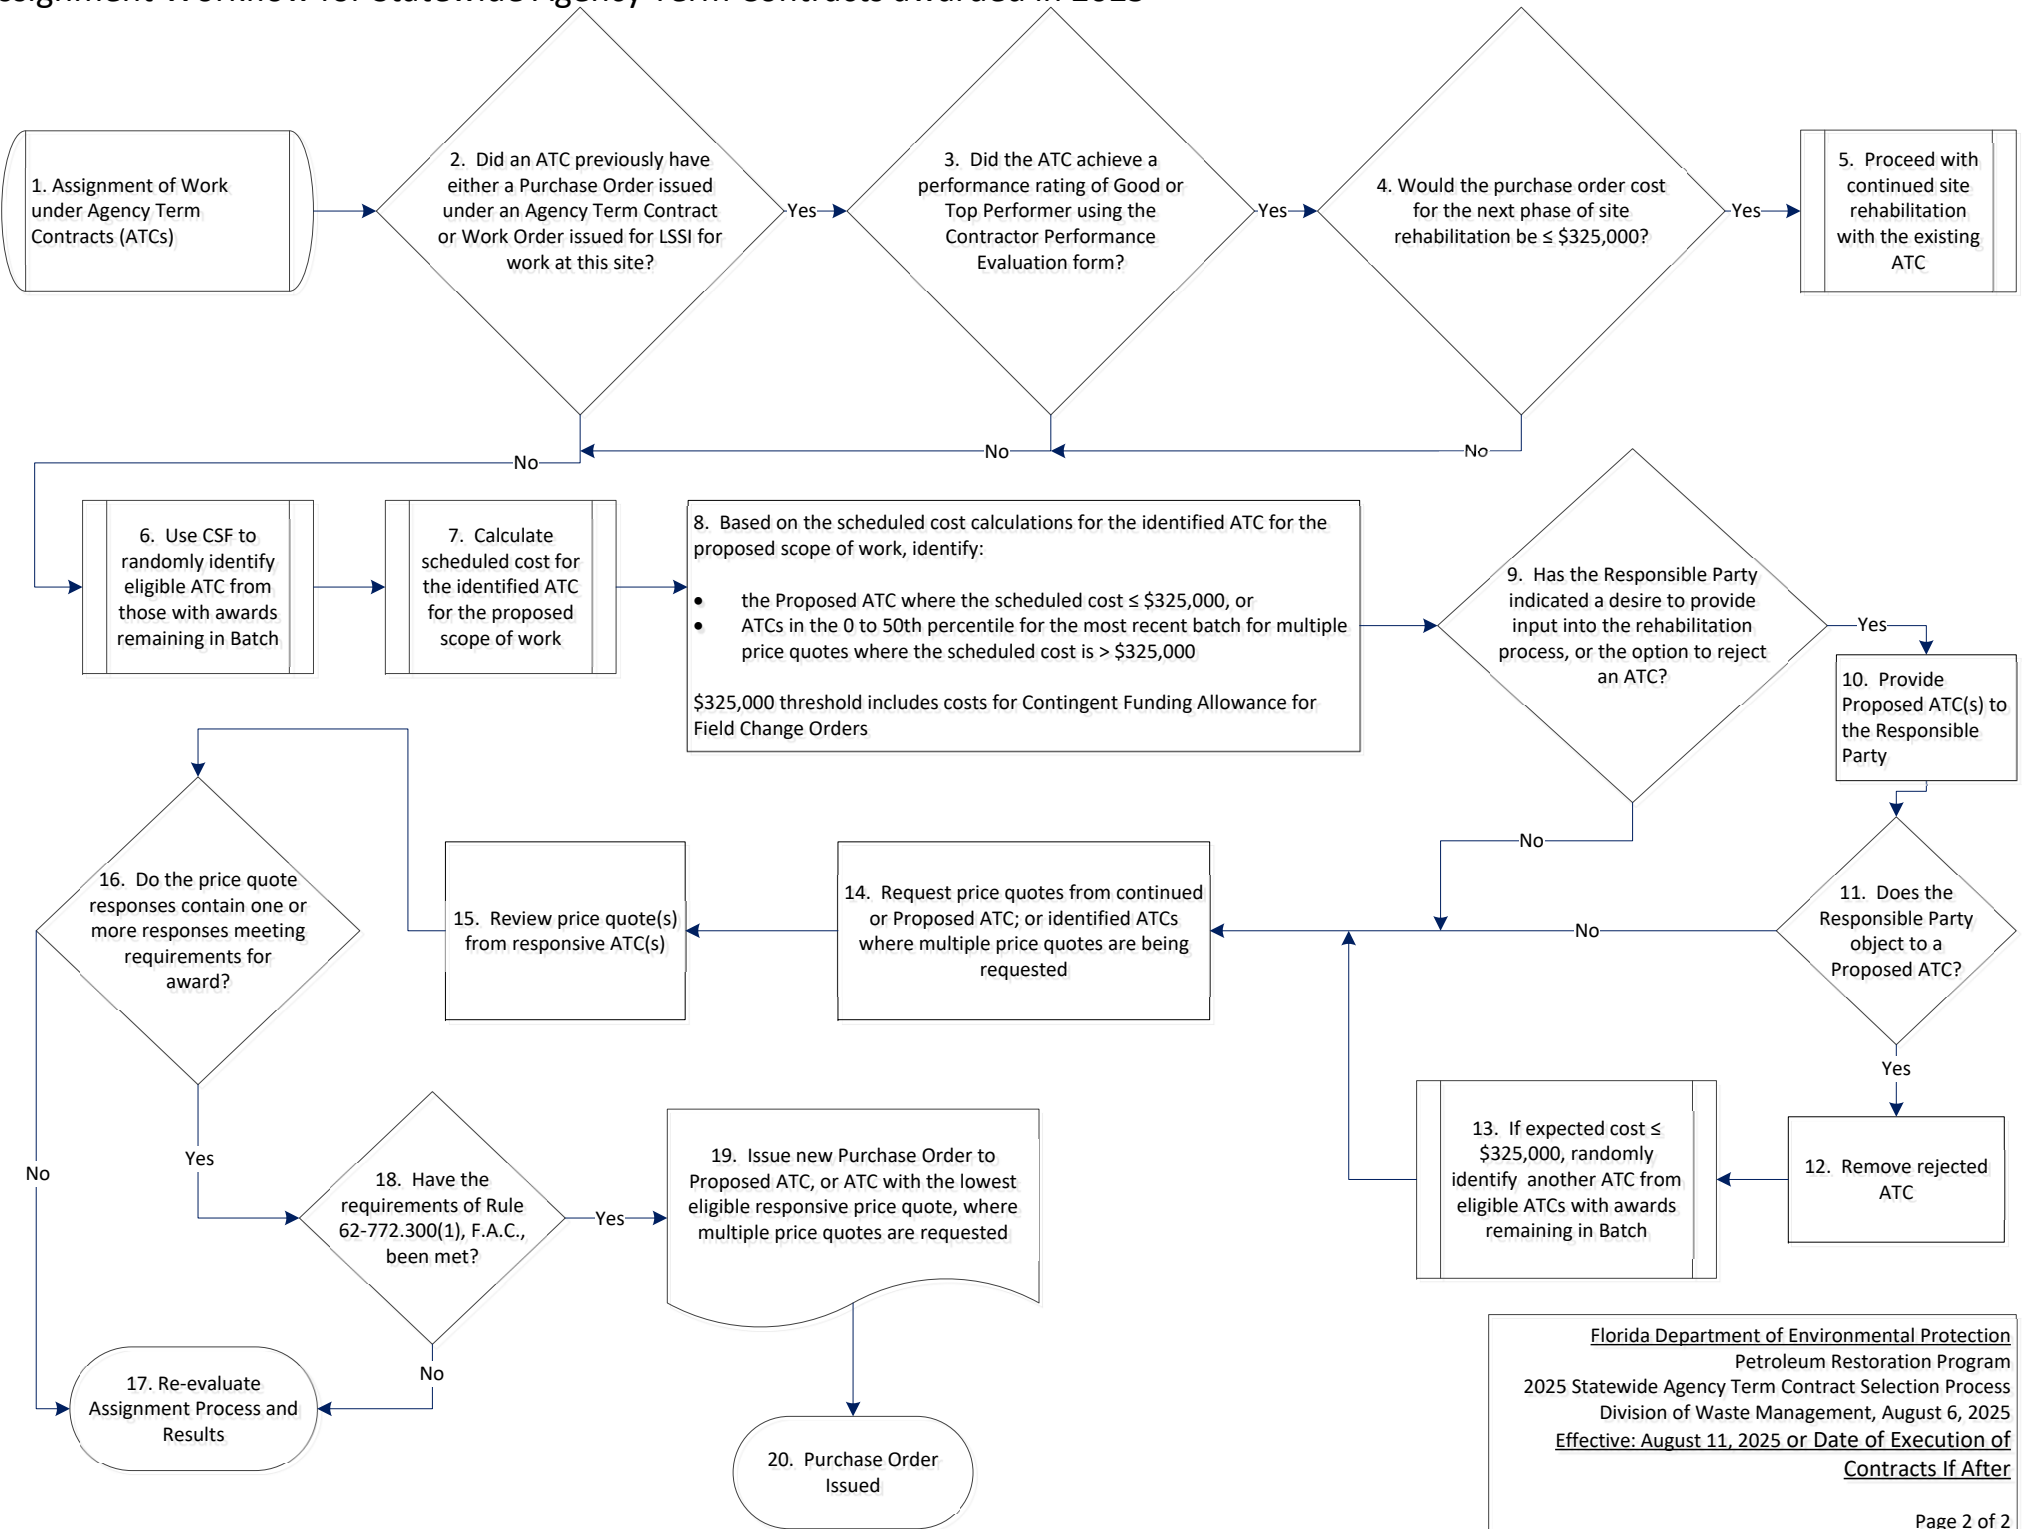 ssignment Workflow for Statewide Agency Term Contracts awarded in 2025
1. Assignment of Work
under Agency Term
Contracts (ATCs)
2. Did an ATC previously have
either a Purchase Order issued
under an Agency Term Contract
or Work Order issued for LSSI for
work at this site?
Yes
3. Did the ATC achieve a
performance rating of Good or
Top Performer using the
Contractor Performance
Evaluation form?
Yes
4. Would the purchase order cost
for the next phase of site
rehabilitation be ≤ $325,000?
Yes
5. Proceed with
continued site
rehabilitation
with the existing
ATC
No
No
No
6. Use CSF to
randomly identify
eligible ATC from
those with awards
remaining in Batch
7. Calculate
scheduled cost for
the identified ATC
for the proposed
scope of work
8. Based on the scheduled cost calculations for the identified ATC for the
proposed scope of work, identify:
• the Proposed ATC where the scheduled cost ≤ $325,000, or
• ATCs in the 0 to 50th percentile for the most recent batch for multiple
price quotes where the scheduled cost is > $325,000
$325,000 threshold includes costs for Contingent Funding Allowance for
Field Change Orders
9. Has the Responsible Party
indicated a desire to provide
input into the rehabilitation
process, or the option to reject
an ATC?
Yes
10. Provide
Proposed ATC(s) to
the Responsible
Party
No
11. Does the
Responsible Party
object to a
Proposed ATC?
No
Yes
12. Remove rejected
ATC
13. If expected cost ≤
$325,000, randomly
identify another ATC from
eligible ATCs with awards
remaining in Batch
14. Request price quotes from continued
or Proposed ATC; or identified ATCs
where multiple price quotes are being
requested
15. Review price quote(s)
from responsive ATC(s)
16. Do the price quote
responses contain one or
more responses meeting
requirements for
award?
No
Yes
18. Have the
requirements of Rule
62-772.300(1), F.A.C.,
been met?
Yes
No
19. Issue new Purchase Order to
Proposed ATC, or ATC with the lowest
eligible responsive price quote, where
multiple price quotes are requested
17. Re-evaluate
Assignment Process and
Results
20. Purchase Order
Issued
Florida Department of Environmental Protection
Petroleum Restoration Program
2025 Statewide Agency Term Contract Selection Process
Division of Waste Management, August 6, 2025
Effective: August 11, 2025 or Date of Execution of
Contracts If After
Page 2 of 2